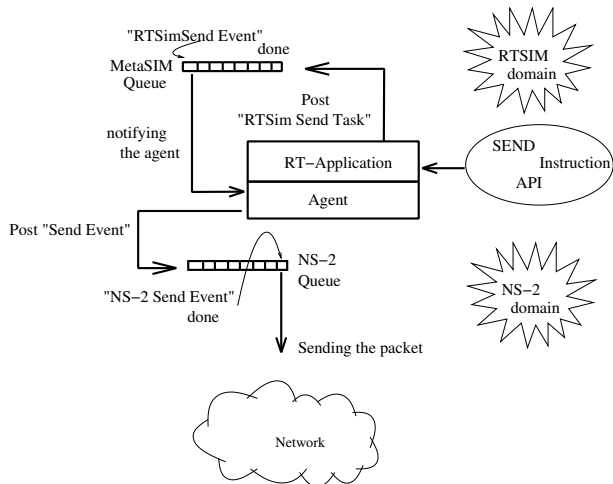 "RTSimSend Event"
done
MetaSIM
Queue
Post
"RTSim Send Task"
RTSIM
domain
notifying
the agent
RT−Application
Agent
SEND
Instruction
API
Post "Send Event"
NS−2
Queue
"NS−2 Send Event"
done
NS−2
domain
Sending the packet
Network